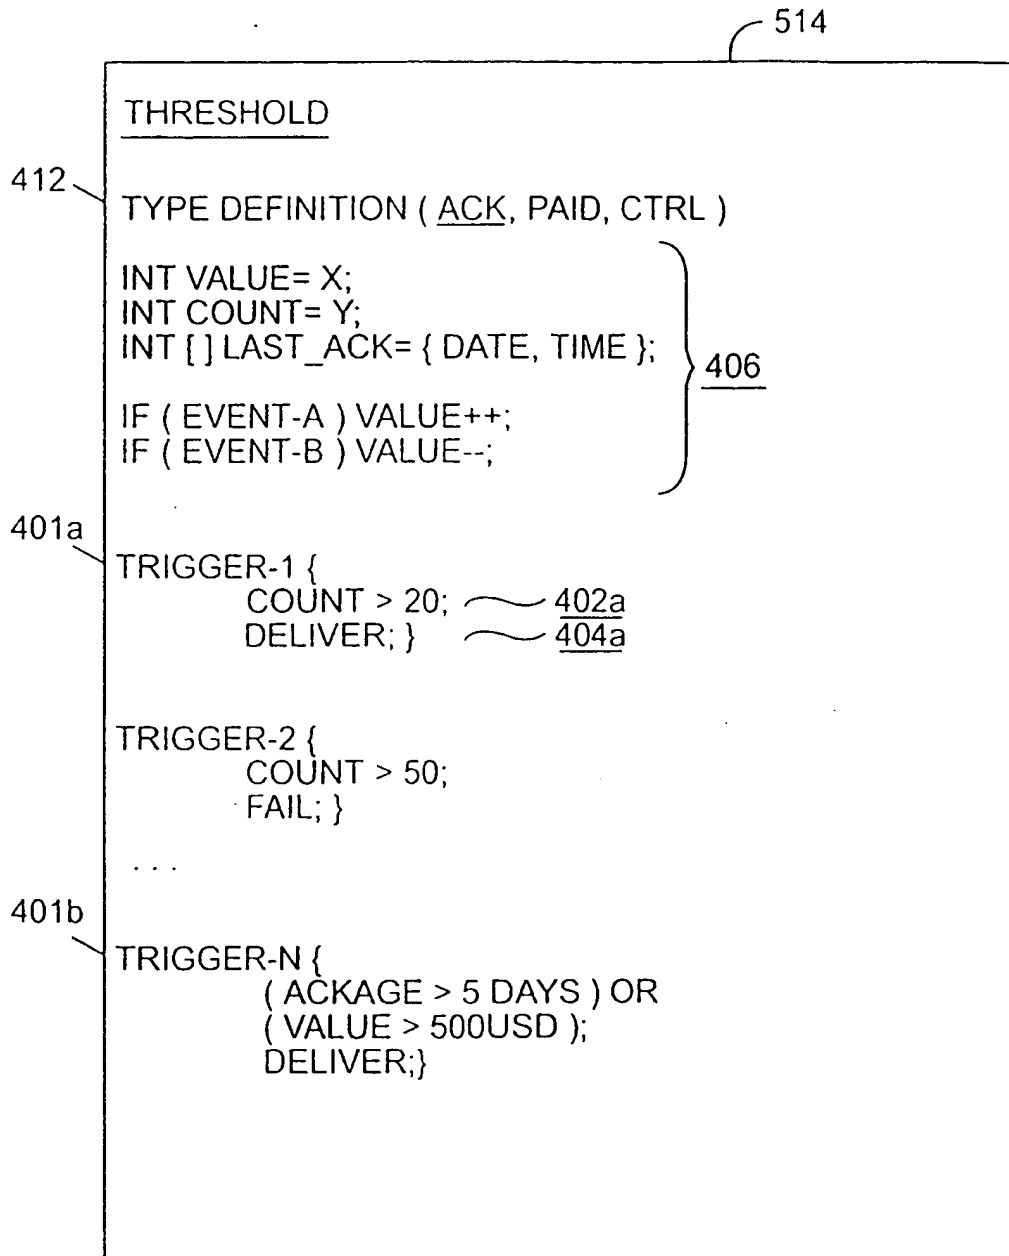 514
THRESHOLD
412
TYPE DEFINITION ( ACK, PAID, CTRL )
INT VALUE= X;
INT COUNT= Y;
INT [ ] LAST_ACK= { DATE, TIME };
406
IF ( EVENT-A ) VALUE++;
IF ( EVENT-B ) VALUE--;
401a
TRIGGER-1 {
COUNT > 20; 402a
DELIVER; } 404a
TRIGGER-2 {
COUNT > 50;
FAIL; }
...
401b
TRIGGER-N {
( ACKAGE > 5 DAYS ) OR
( VALUE > 500USD );
DELIVER;}